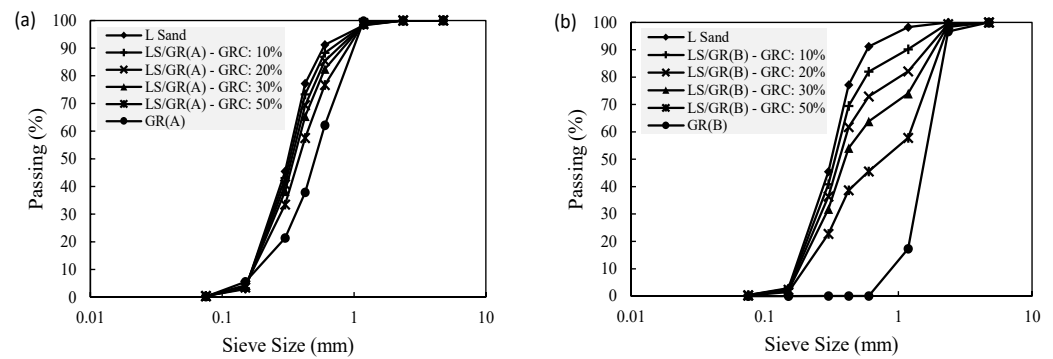 (a)
100
90
80
70
60
50
40
30
20
10
0
Passing (%)
L Sand
LS/GR(A) - GRC: 10%
LS/GR(A) - GRC: 20%
LS/GR(A) - GRC: 30%
LS/GR(A) - GRC: 50%
GR(A)
0.01 0.1 1 10
Sieve Size (mm)
(b)
100
90
80
70
60
50
40
30
20
10
0
Passing (%)
L Sand
LS/GR(B) - GRC: 10%
LS/GR(B) - GRC: 20%
LS/GR(B) - GRC: 30%
LS/GR(B) - GRC: 50%
GR(B)
0.01 0.1 1 10
Sieve Size (mm)